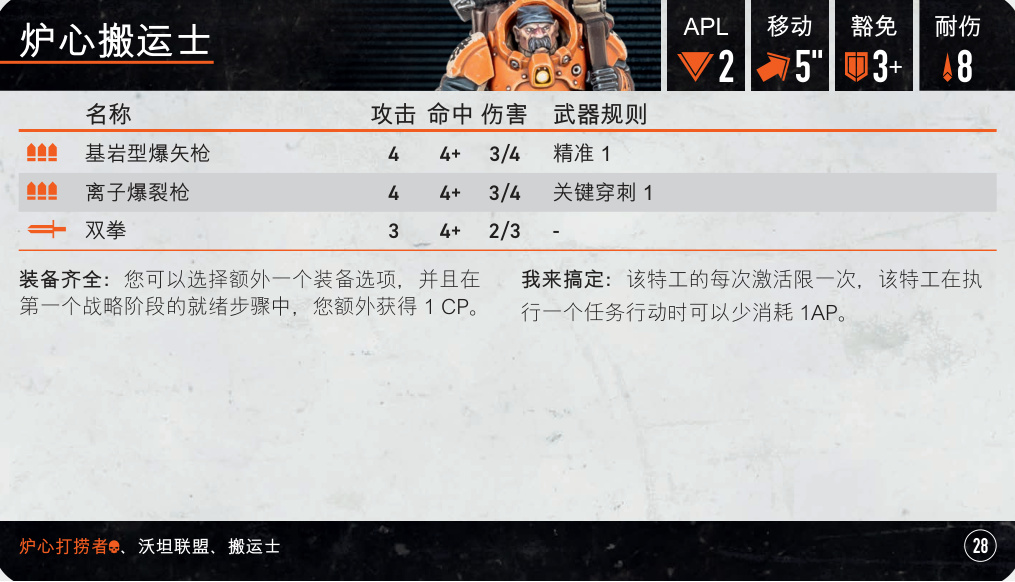 炉心搬运士
APL 移动 豁免 耐伤
2 5" 3+ 8
名称 攻击 命中 伤害 武器规则
基岩型爆矢枪 4 4+ 3/4 精准 1
离子爆裂枪 4 4+ 3/4 关键穿刺 1
双拳 3 4+ 2/3 -
装备齐全：您可以选择额外一个装备选项，并且在
第一个战略阶段的就绪步骤中，您额外获得 1 CP。
我来搞定：该特工的每次激活限一次，该特工在执
行一个任务行动时可以少消耗 1AP。
炉心打捞者、沃坦联盟、搬运士
28